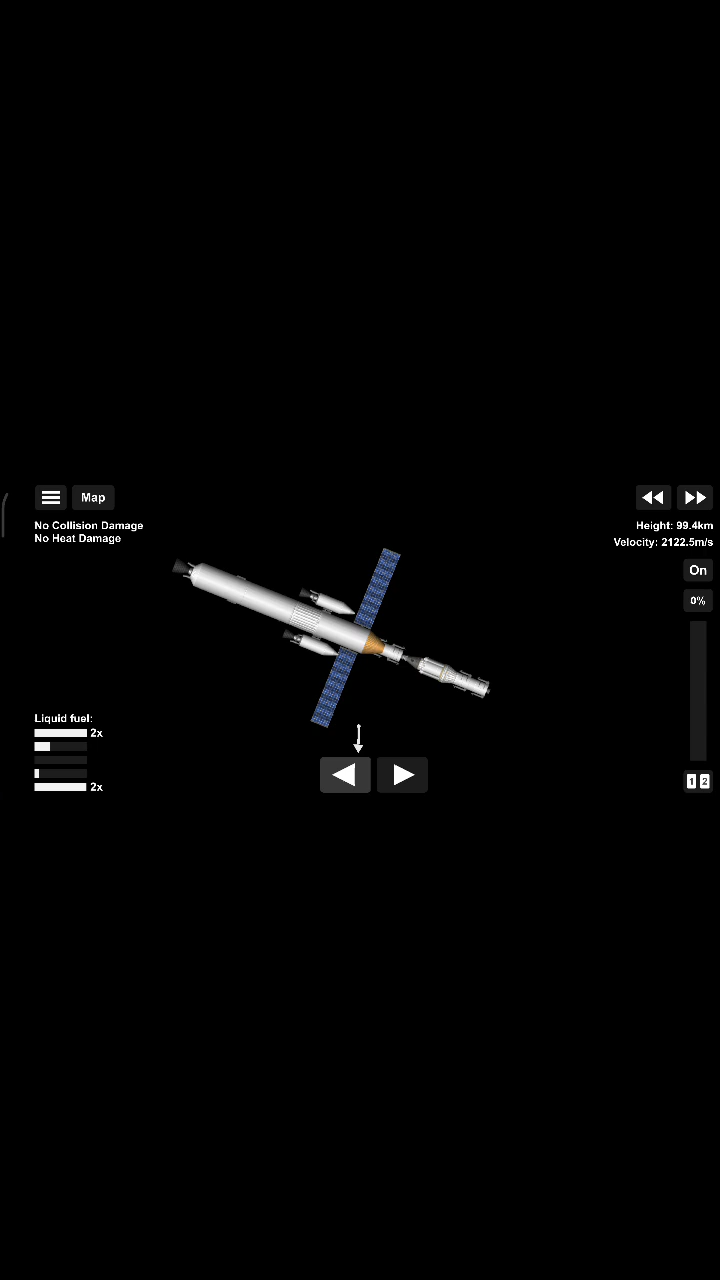 Map
No Collision Damage
No Heat Damage
Height: 99.4km
Velocity: 2122.5m/s
On
0%
Liquid fuel:
2x
2x
1 2